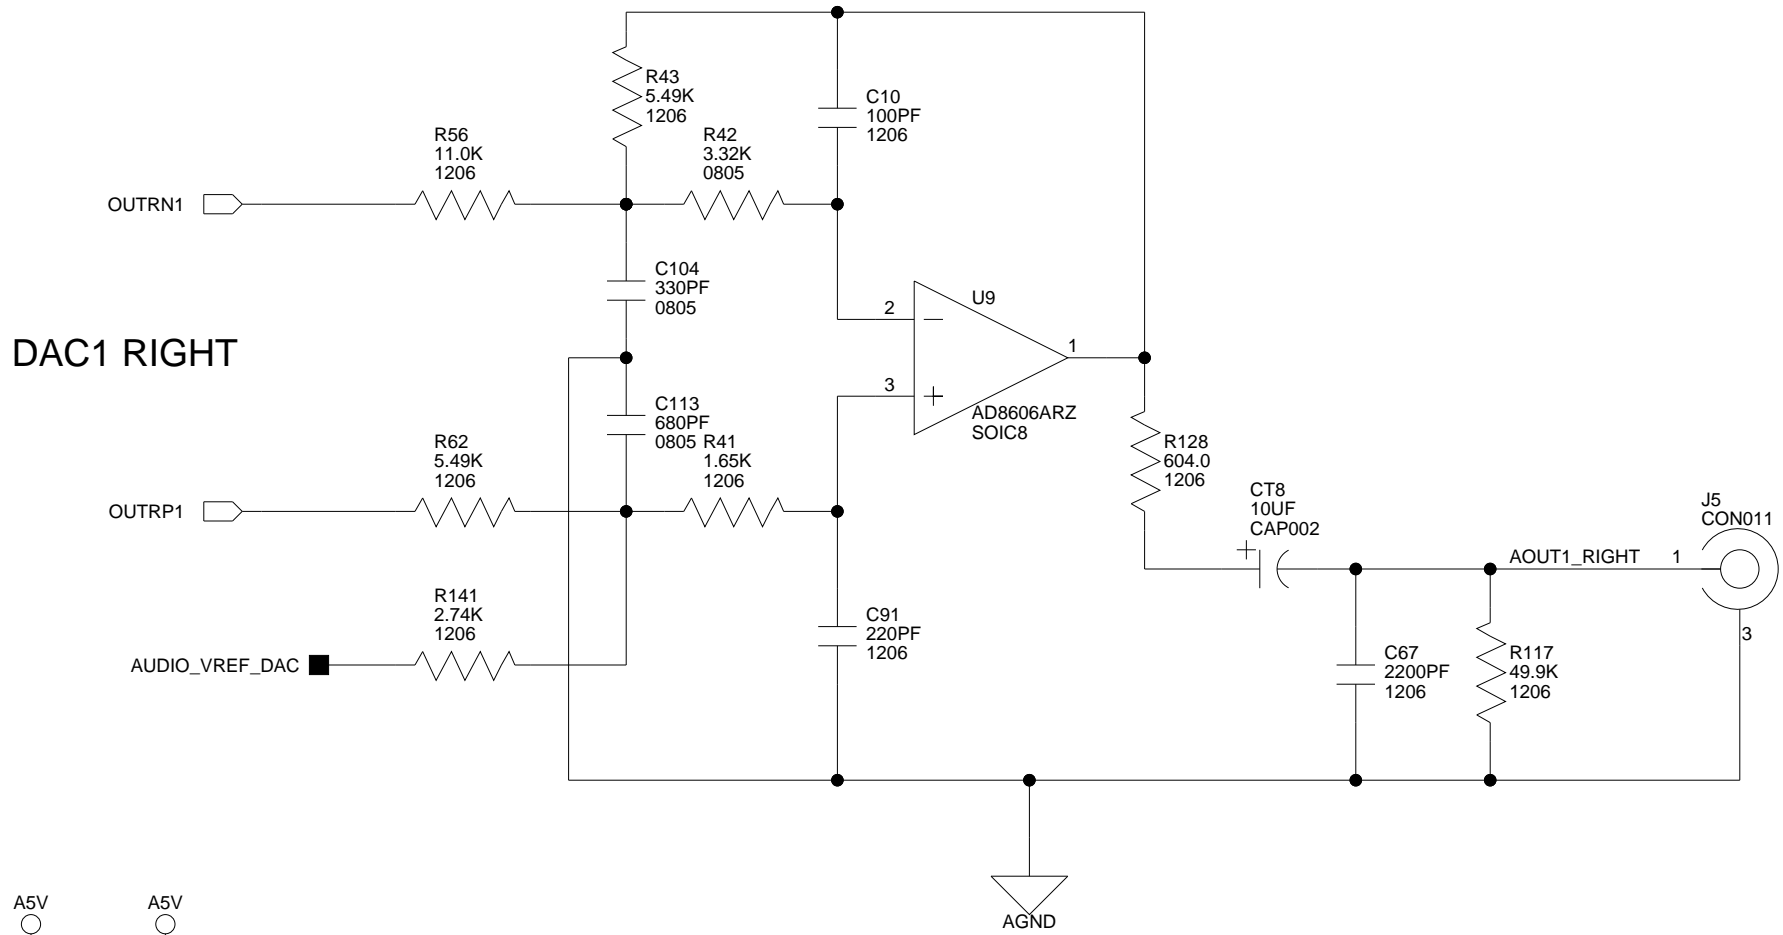 R43
5.49K
1206
C10
100PF
1206
R56
11.0K
1206
R42
3.32K
0805
OUTRN1
C104
330PF
0805
U9
2
1
3
AD8606ARZ
SOIC8
DAC1 RIGHT
C113
680PF
0805
R41
1.65K
1206
R62
5.49K
1206
OUTRP1
R128
604.0
1206
CT8
10UF
CAP002
J5
CON011
AOUT1_RIGHT
1
3
R141
2.74K
1206
AUDIO_VREF_DAC
C91
220PF
1206
C67
2200PF
1206
R117
49.9K
1206
AGND
A5V
A5V